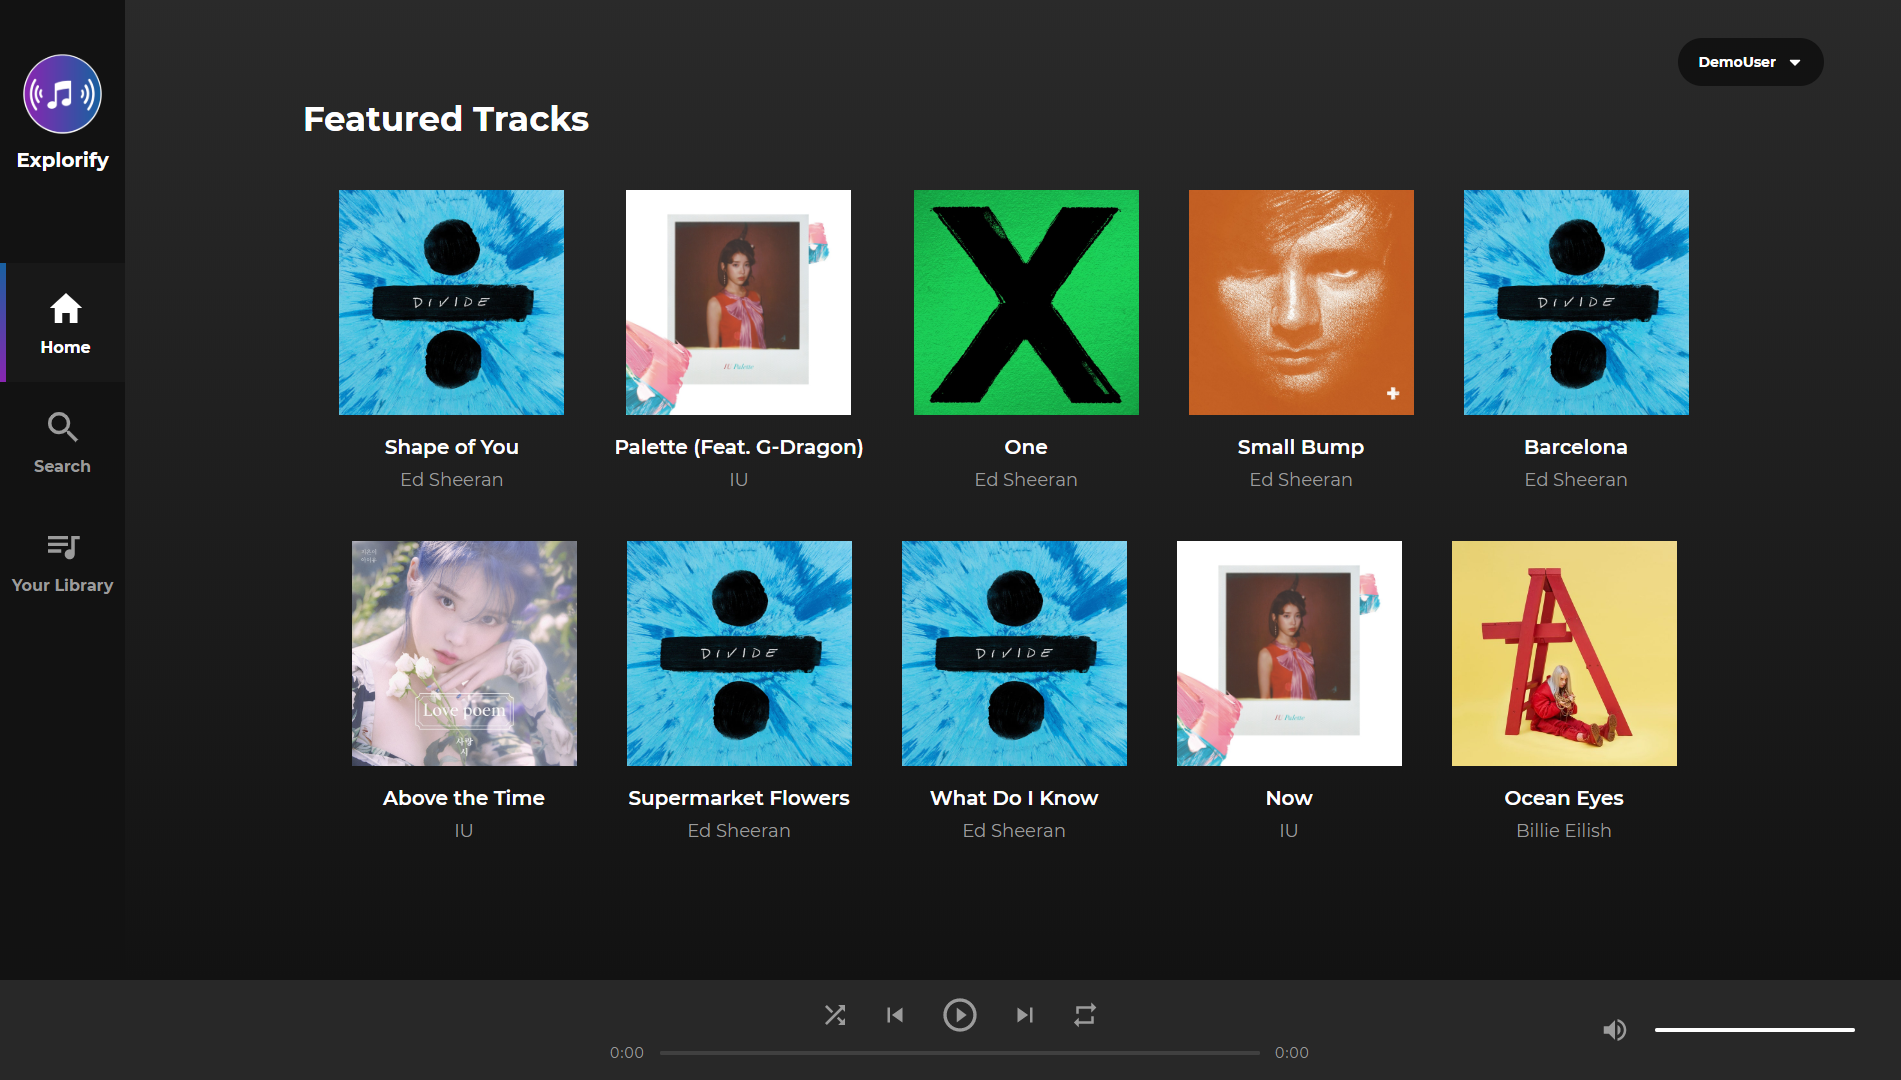 DemoUser
Explorify
Featured Tracks
Home
Search
Your Library
DIVIDE
IU Palette
DIVIDE
Shape of You
Palette (Feat. G-Dragon)
One
Small Bump
Barcelona
Ed Sheeran
IU
Ed Sheeran
Ed Sheeran
Ed Sheeran
Love poem
사랑
시
DIVIDE
DIVIDE
IU Palette
Above the Time
Supermarket Flowers
What Do I Know
Now
Ocean Eyes
IU
Ed Sheeran
Ed Sheeran
IU
Billie Eilish
0:00
0:00